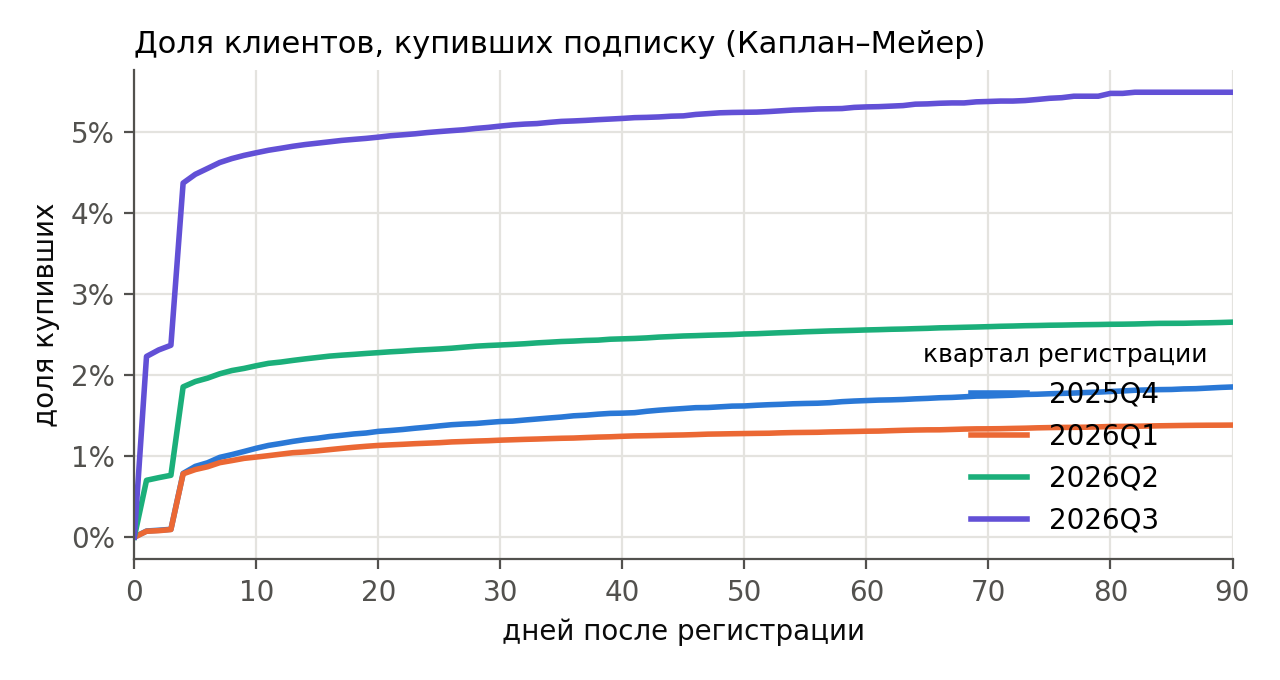 Доля клиентов, купивших подписку (Каплан–Мейер)
доля купивших
5%
4%
3%
2%
1%
0%
квартал регистрации
2025Q4
2026Q1
2026Q2
2026Q3
0 10 20 30 40 50 60 70 80 90
дней после регистрации